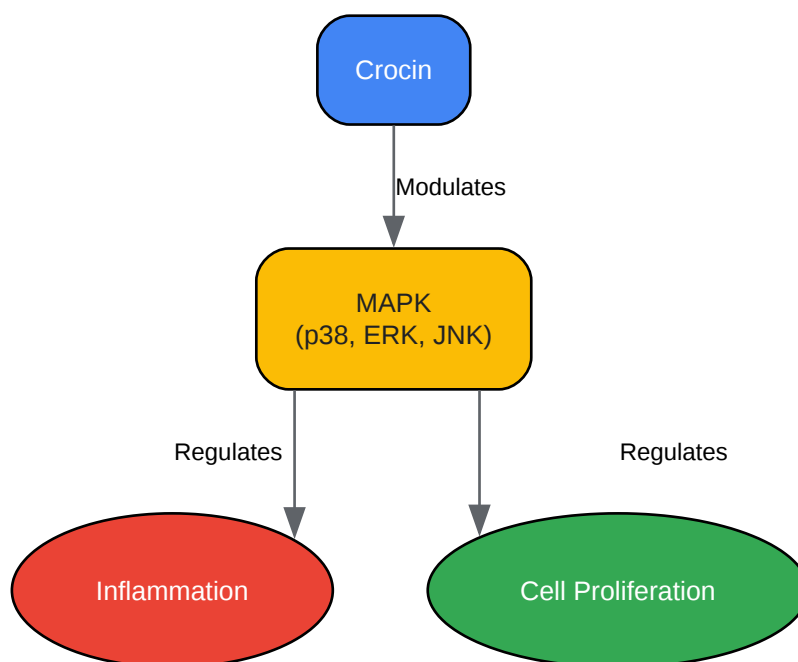 Crocin
Modulates
MAPK
(p38, ERK, JNK)
Regulates
Regulates
Inflammation
Cell Proliferation